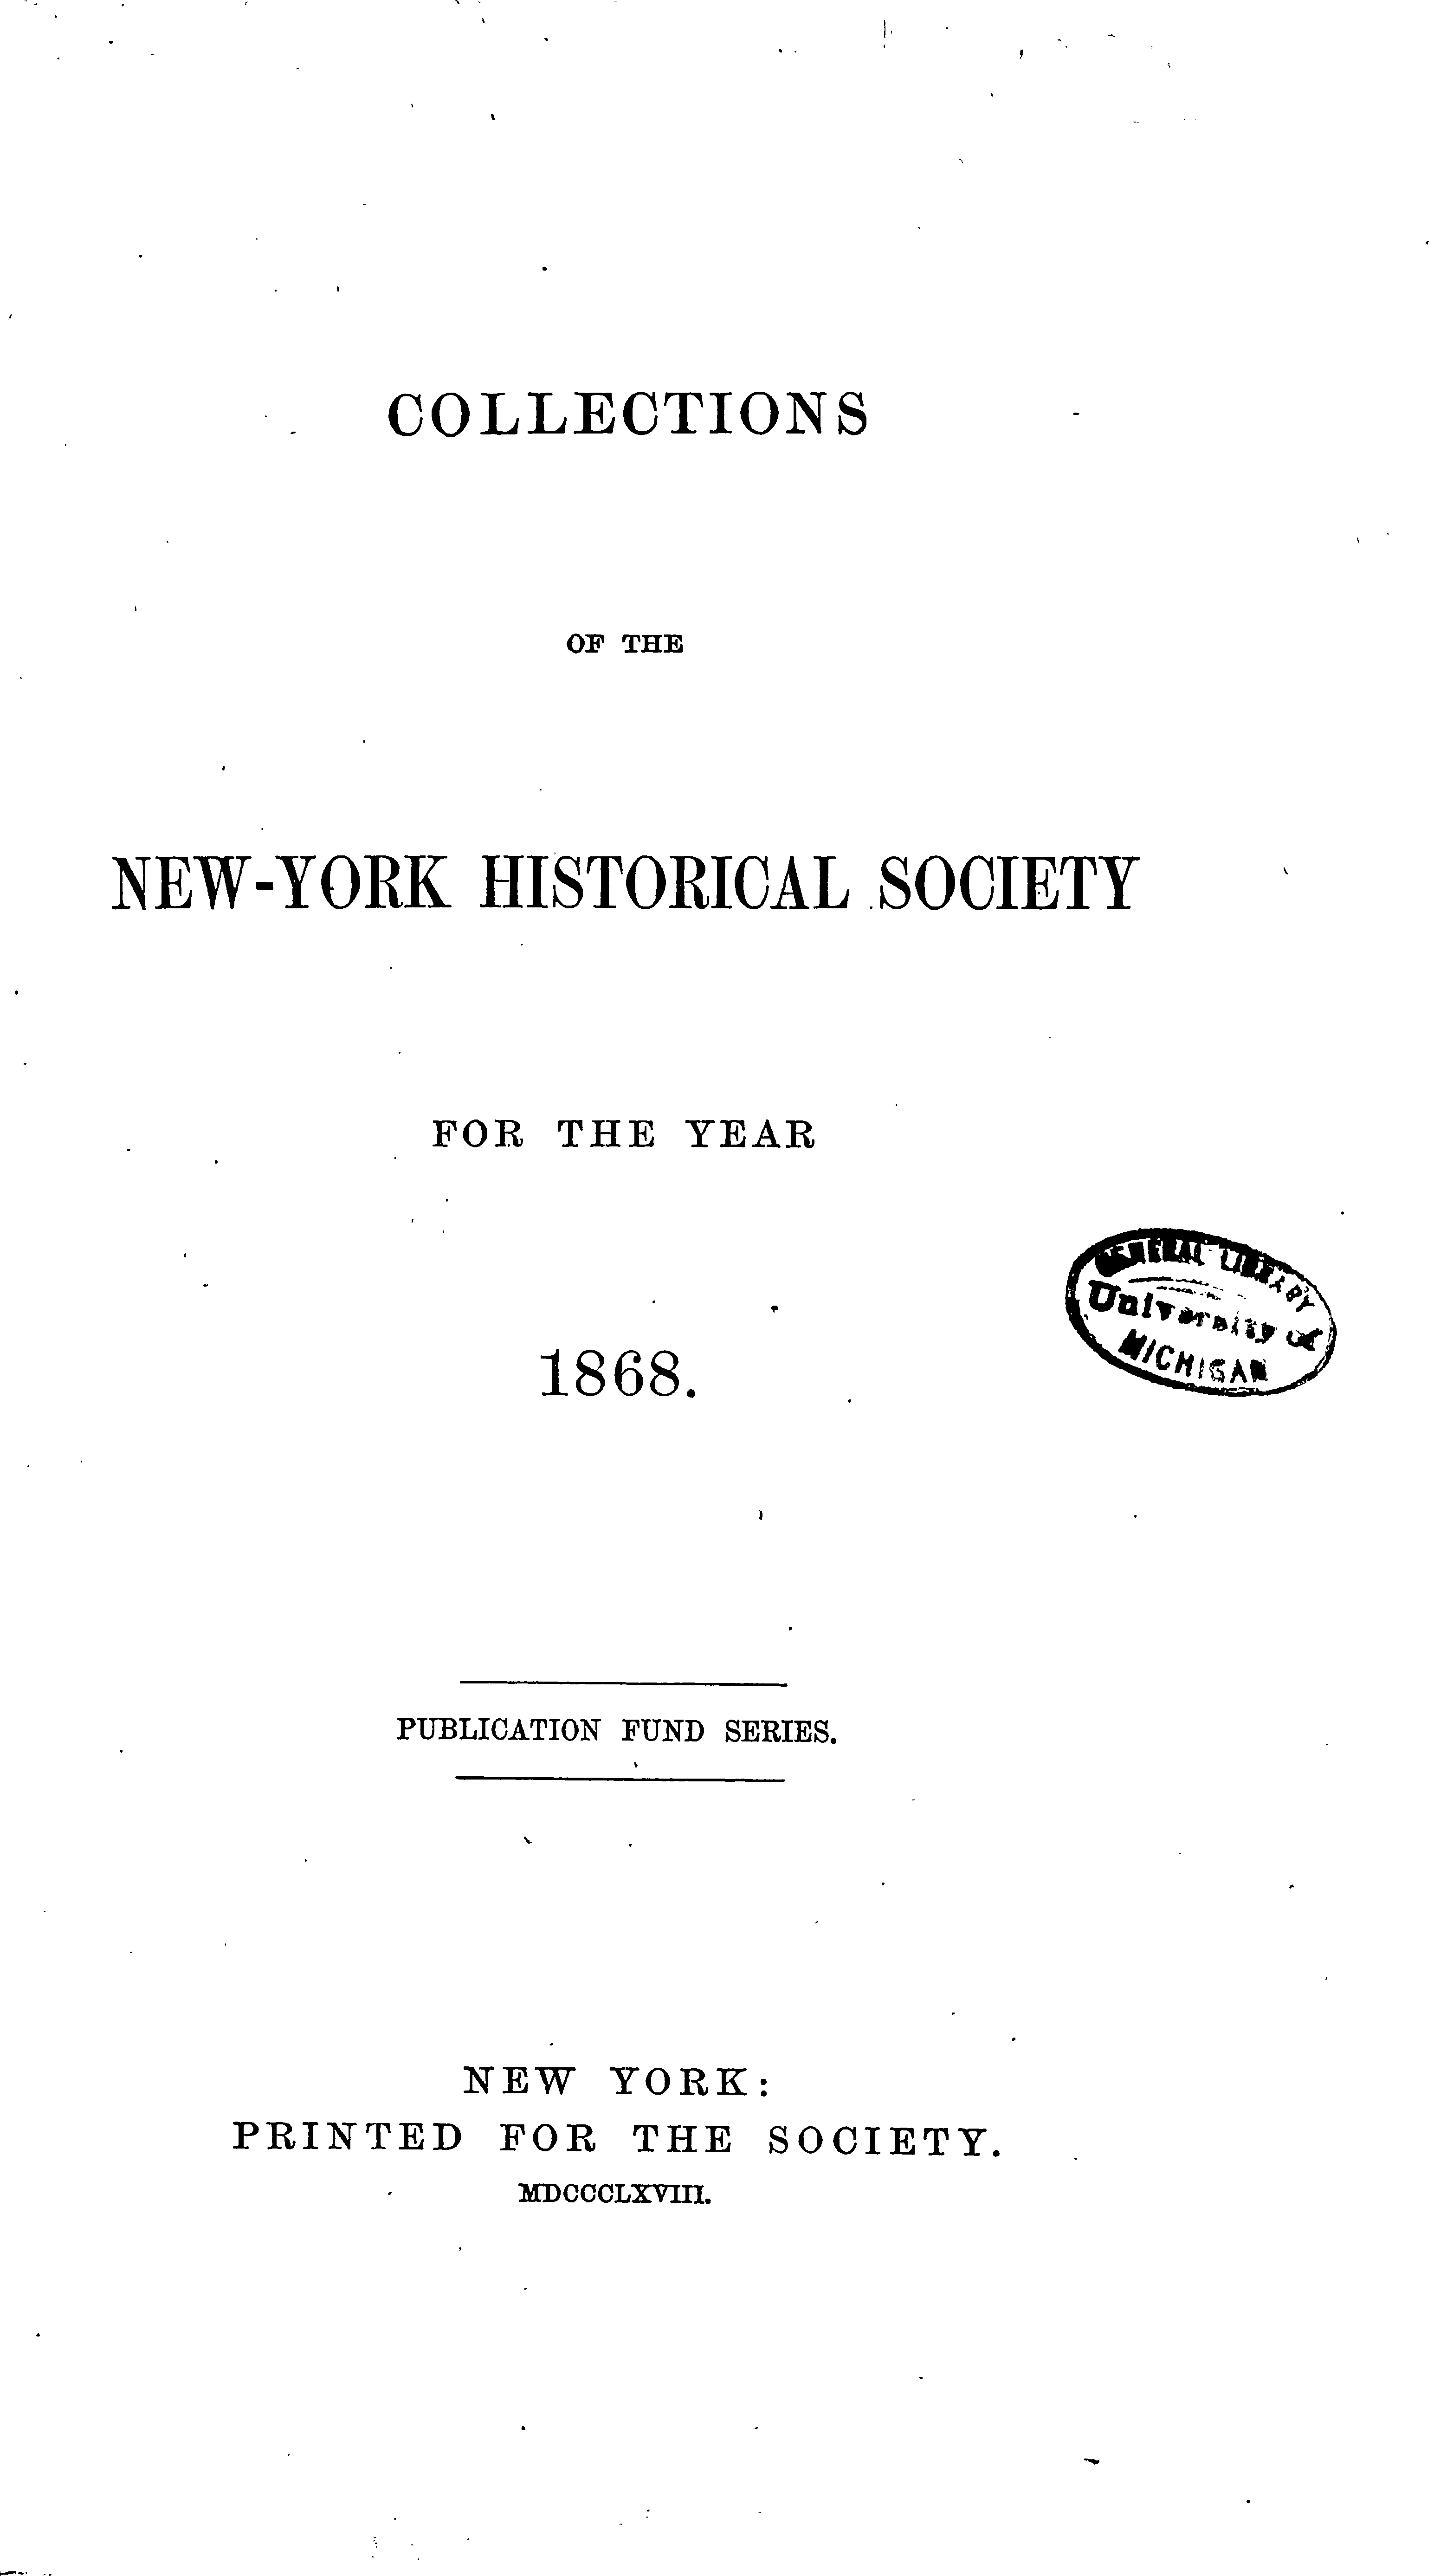 COLLECTIONS
OF THE
NEW-YORK HISTORICAL SOCIETY
FOR THE YEAR
1868.
GENERAL LIBRARY
University of
MICHIGAN
PUBLICATION FUND SERIES.
NEW YORK:
PRINTED FOR THE SOCIETY.
MDCCCLXVIII.